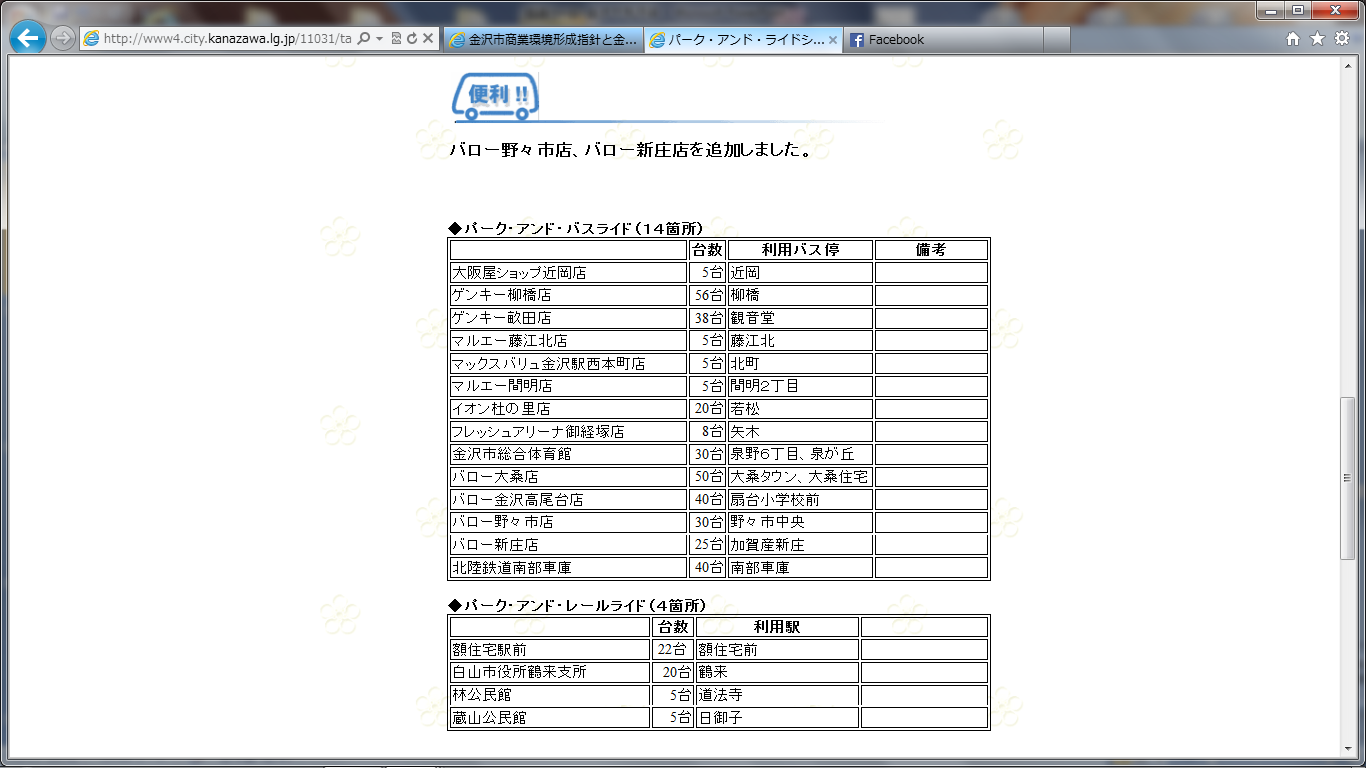 http://www4.city.kanazawa.lg.jp/11031/ta
金沢市商業環境形成指針と金...
パーク・アンド・ライドシ...
Facebook
便利!!
バロー野々市店、バロー新庄店を追加しました。
◆パーク・アンド・バスライド(14箇所)
台数 利用バス停 備考
大阪屋ショップ近岡店 5台 近岡
ゲンキー柳橋店 56台 柳橋
ゲンキー畝田店 38台 観音堂
マルエー藤江北店 5台 藤江北
マックスバリュ金沢駅西本町店 5台 北町
マルエー間明店 5台 間明2丁目
イオン杜の里店 20台 若松
フレッシュアリーナ御経塚店 8台 矢木
金沢市総合体育館 30台 泉野6丁目、泉が丘
バロー大桑店 50台 大桑タウン、大桑住宅
バロー金沢高尾台店 40台 扇台小学校前
バロー野々市店 30台 野々市中央
バロー新庄店 25台 加賀産新庄
北陸鉄道南部車庫 40台 南部車庫
◆パーク・アンド・レールライド(4箇所)
台数 利用駅
額住宅駅前 22台 額住宅前
白山市役所鶴来支所 20台 鶴来
林公民館 5台 道法寺
蔵山公民館 5台 日御子